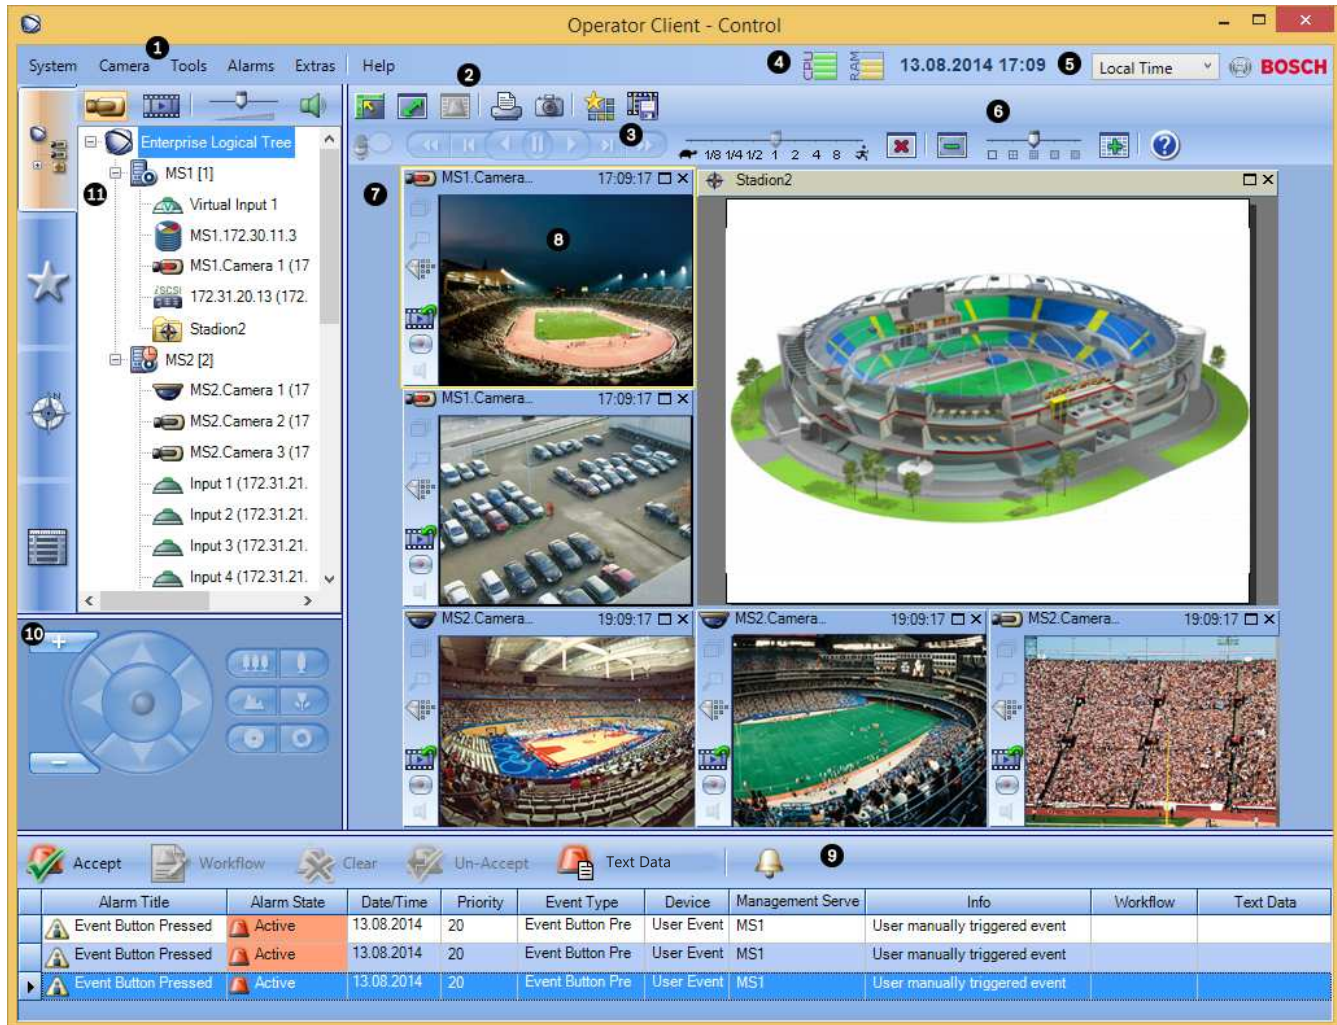 Operator Client - Control
System Camera Tools Alarms Extras Help
1
2
4
CPU
RAM
13.08.2014 17:09
5
Local Time
BOSCH
3
1/8 1/4 1/2 1 2 4 8
6
?
Enterprise Logical Tree
MS1 [1]
11
Virtual Input 1
MS1.172.30.11.3
MS1.Camera 1 (17
iSCSI
172.31.20.13 (172.
Stadion2
MS2 [2]
MS2.Camera 1 (17
MS2.Camera 2 (17
MS2.Camera 3 (17
Input 1 (172.31.21.
Input 2 (172.31.21.
Input 3 (172.31.21.
Input 4 (172.31.21.
N
10
7
MS1.Camera... 17:09:17
8
Stadion2
MS1.Camera... 17:09:17
MS2.Camera... 19:09:17
MS2.Camera... 19:09:17
MS2.Camera... 19:09:17
Accept Workflow Clear Un-Accept Text Data
9
Alarm Title Alarm State Date/Time Priority Event Type Device Management Serve Info Workflow Text Data
Event Button Pressed Active 13.08.2014 20 Event Button Pre User Event MS1 User manually triggered event
Event Button Pressed Active 13.08.2014 20 Event Button Pre User Event MS1 User manually triggered event
Event Button Pressed Active 13.08.2014 20 Event Button Pre User Event MS1 User manually triggered event